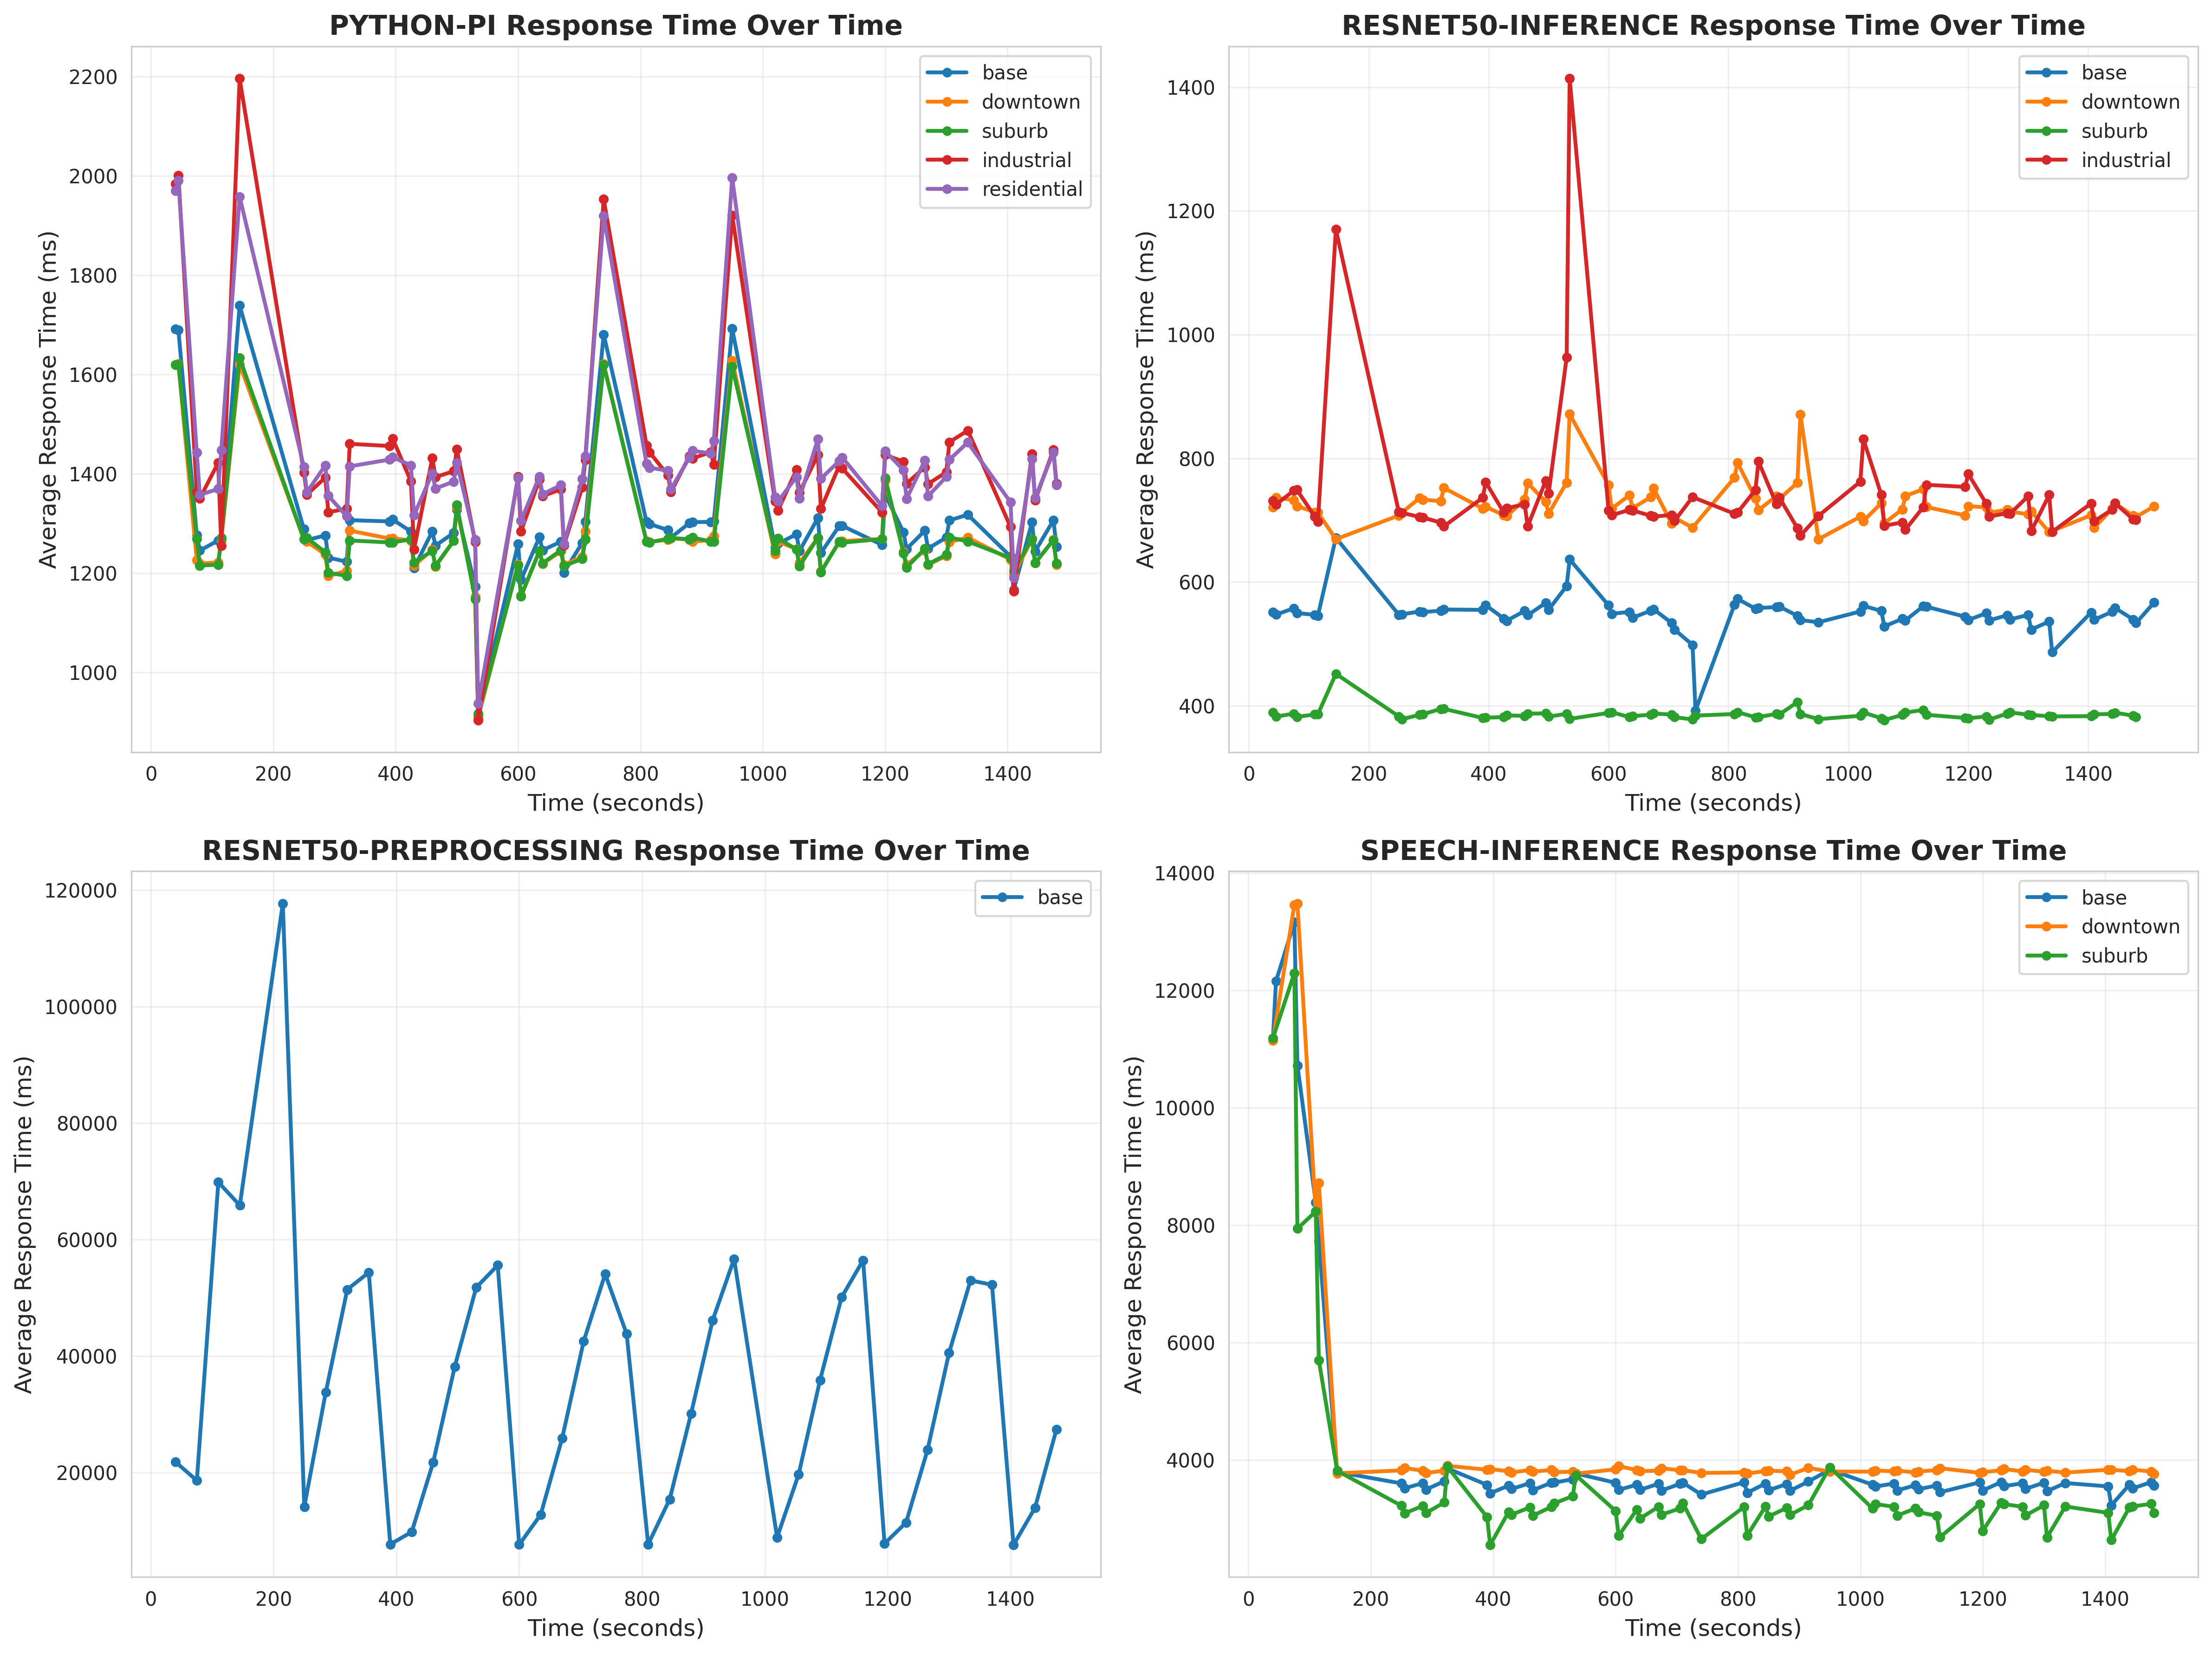 PYTHON-PI Response Time Over Time
Average Response Time (ms)
2200
2000
1800
1600
1400
1200
1000
0 200 400 600 800 1000 1200 1400
Time (seconds)
base
downtown
suburb
industrial
residential
RESNET50-INFERENCE Response Time Over Time
Average Response Time (ms)
1400
1200
1000
800
600
400
0 200 400 600 800 1000 1200 1400
Time (seconds)
base
downtown
suburb
industrial
RESNET50-PREPROCESSING Response Time Over Time
Average Response Time (ms)
120000
100000
80000
60000
40000
20000
0 200 400 600 800 1000 1200 1400
Time (seconds)
base
SPEECH-INFERENCE Response Time Over Time
Average Response Time (ms)
14000
12000
10000
8000
6000
4000
0 200 400 600 800 1000 1200 1400
Time (seconds)
base
downtown
suburb